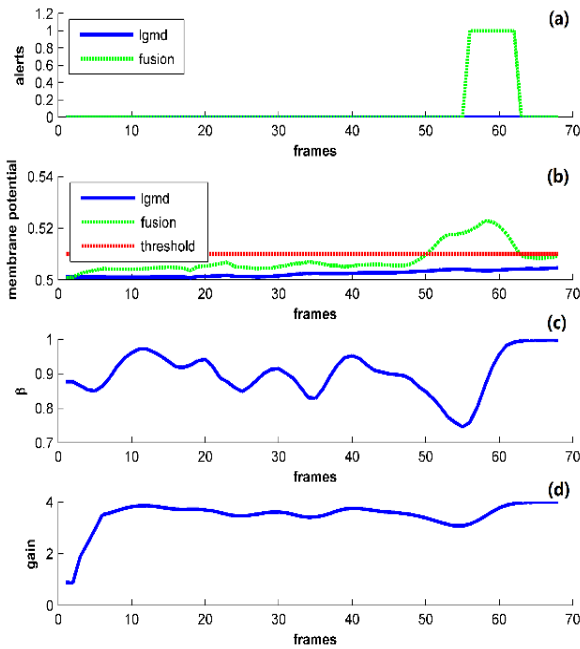 (a)
1.2
1
0.8
0.6
0.4
0.2
0
alerts
lgmd
fusion
0 10 20 30 40 50 60 70
frames
(b)
0.54
0.52
0.5
membrane potential
lgmd
fusion
threshold
0 10 20 30 40 50 60 70
frames
(c)
1
0.9
0.8
0.7
β
0 10 20 30 40 50 60 70
frames
(d)
4
2
0
gain
0 10 20 30 40 50 60 70
frames